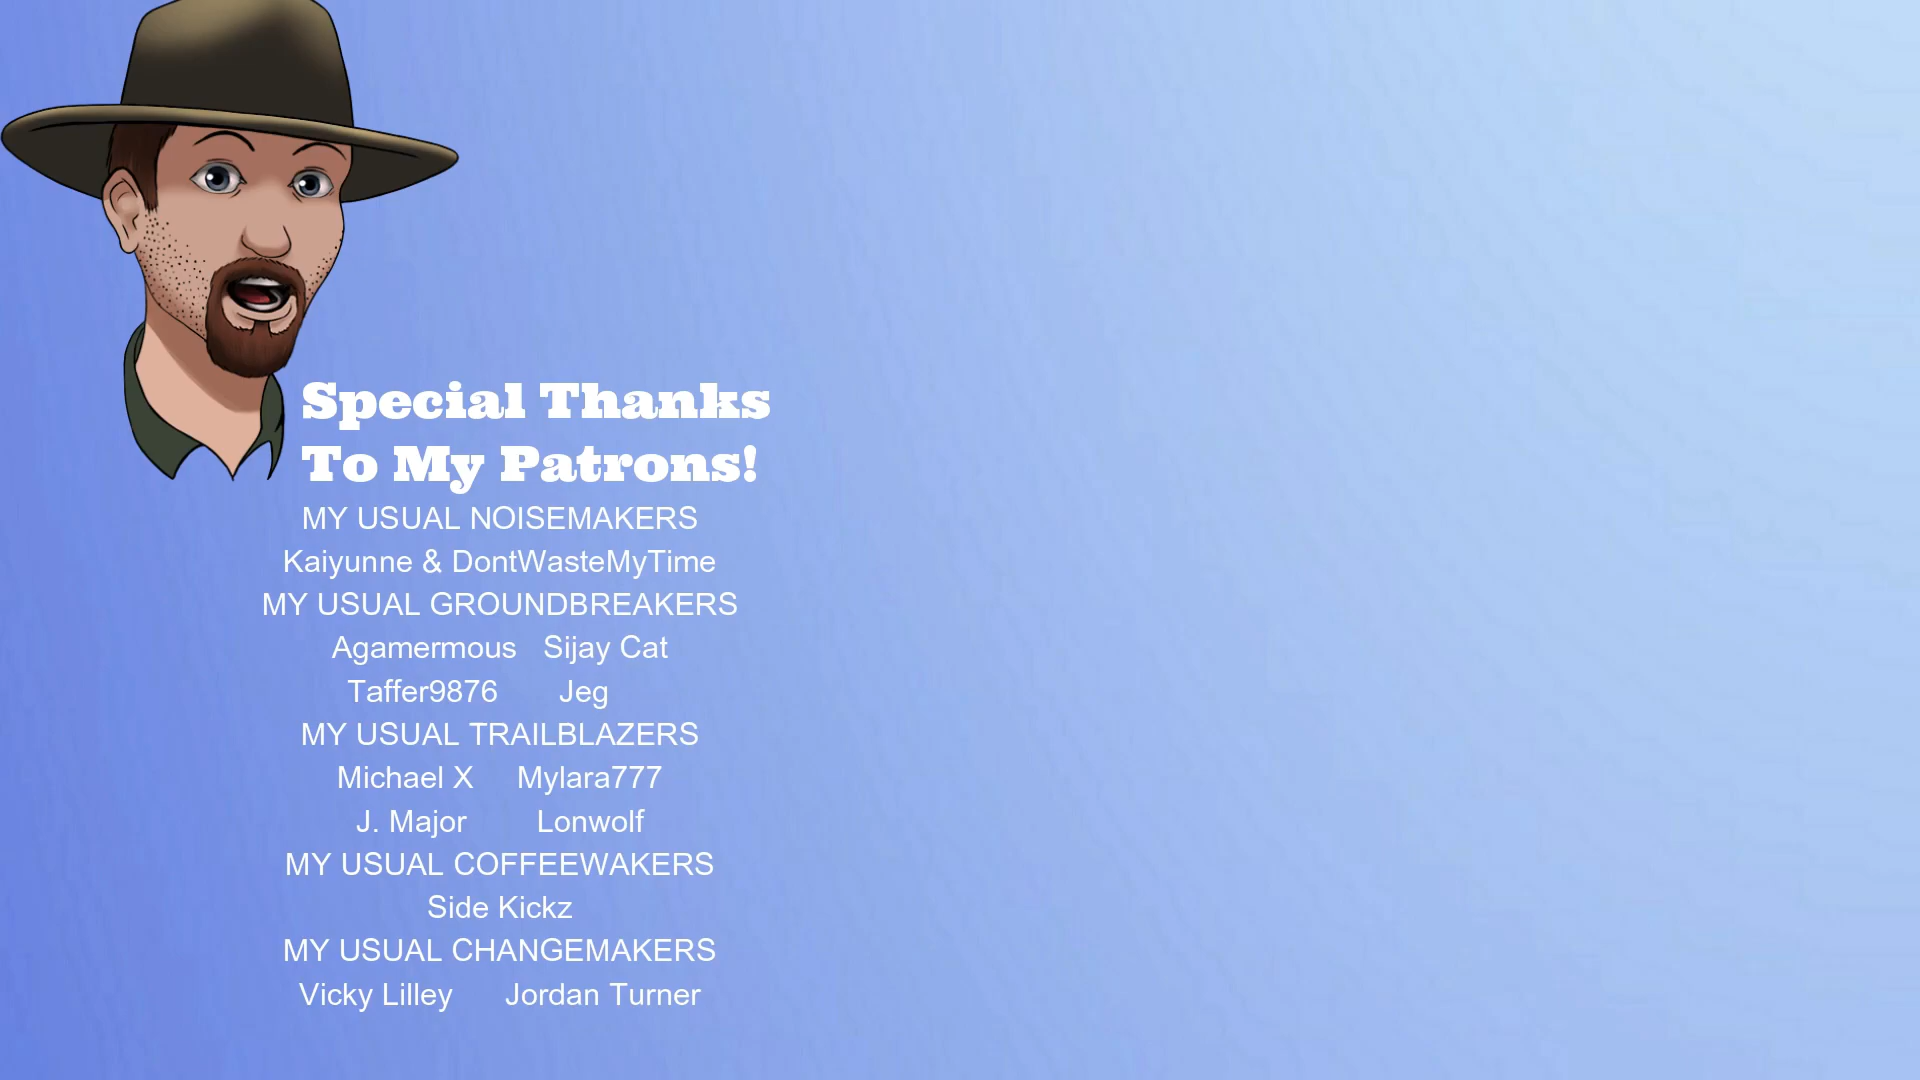 Special Thanks
To My Patrons!
MY USUAL NOISEMAKERS
Kaiyunne & DontWasteMyTime
MY USUAL GROUNDBREAKERS
Agamermous Sijay Cat
Taffer9876 Jeg
MY USUAL TRAILBLAZERS
Michael X Mylara777
J. Major Lonwolf
MY USUAL COFFEEWAKERS
Side Kickz
MY USUAL CHANGEMAKERS
Vicky Lilley Jordan Turner